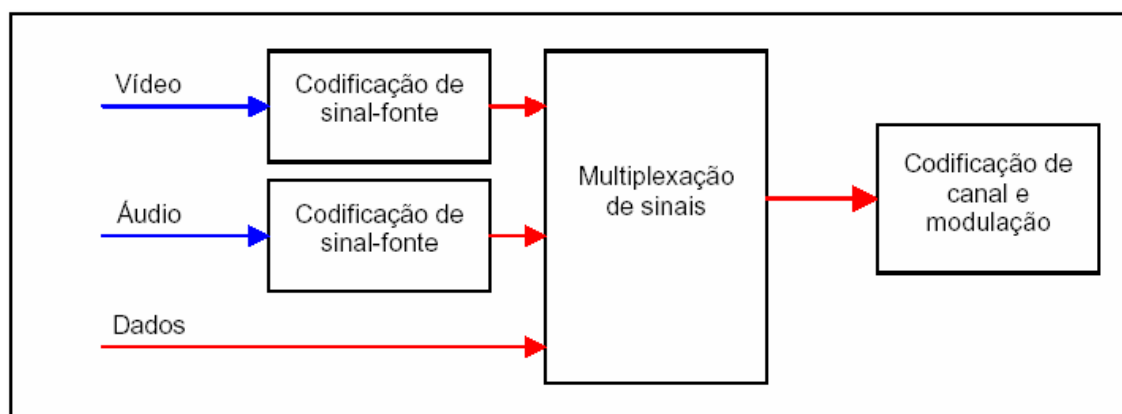 Vídeo
Codificação de
sinal-fonte
Áudio
Codificação de
sinal-fonte
Dados
Multiplexação
de sinais
Codificação de
canal e
modulação